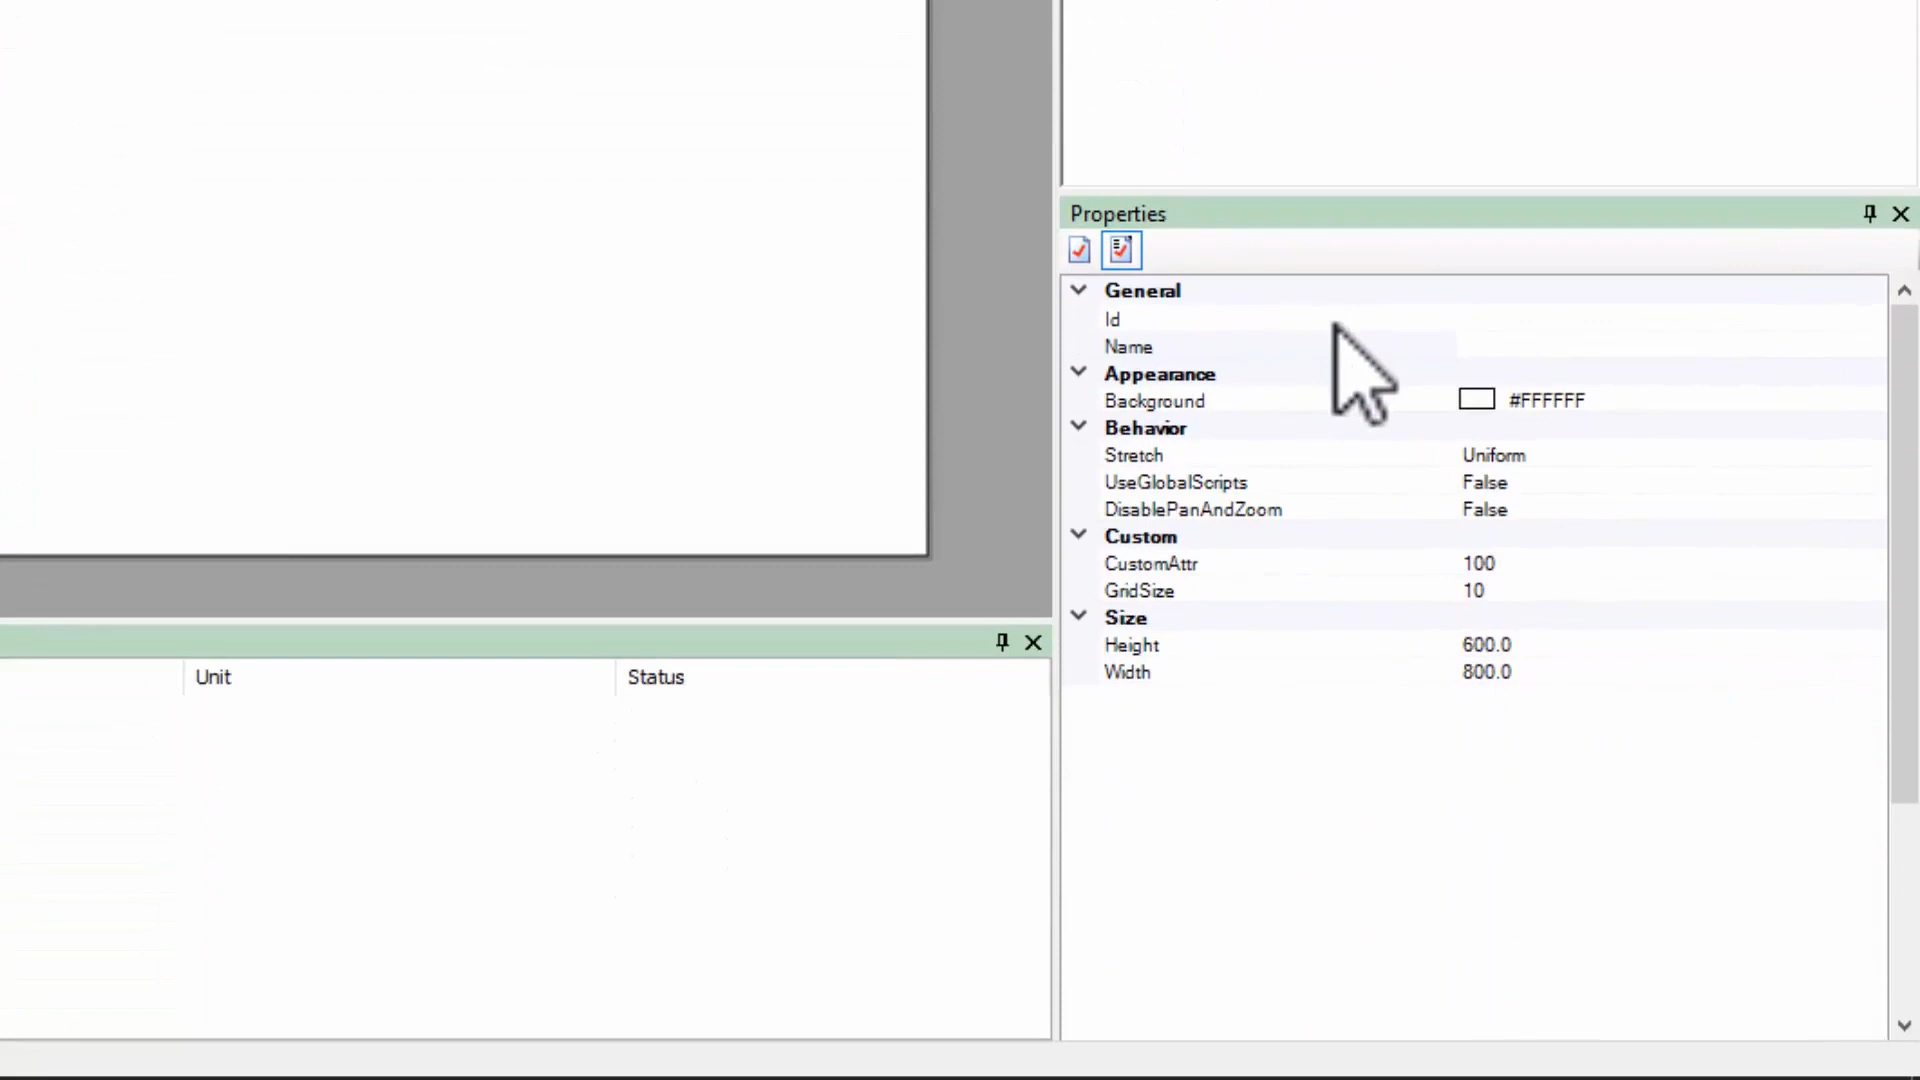 Properties
General
Id
Name
Appearance
Background #FFFFFF
Behavior
Stretch Uniform
UseGlobalScripts False
DisablePanAndZoom False
Custom
CustomAttr 100
GridSize 10
Size
Height 600.0
Width 800.0
Unit Status